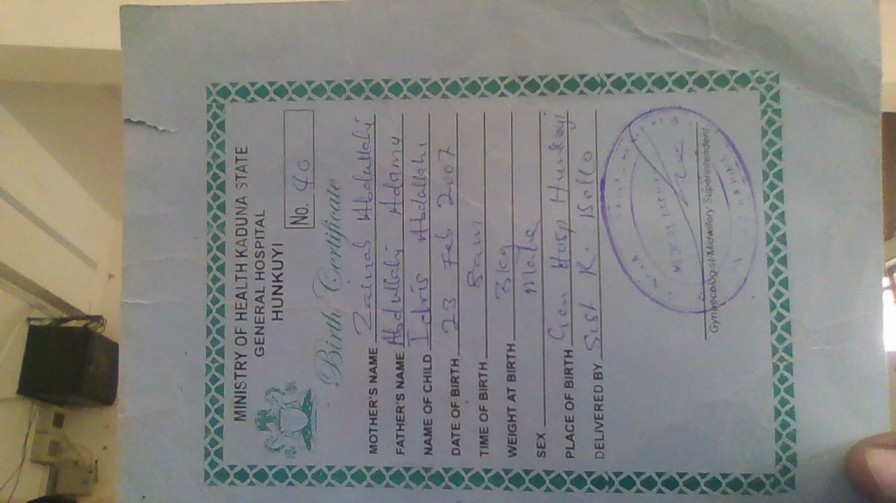 MINISTRY OF HEALTH KADUNA STATE
GENERAL HOSPITAL
HUNKUYI
No. 40
Birth Certificate
MOTHER'S NAME Zainab Abdullahi
FATHER'S NAME Abdullahi Adamu
NAME OF CHILD Idris Abdallahi
DATE OF BIRTH 23 Feb 2007
TIME OF BIRTH 8am
WEIGHT AT BIRTH 3kg
SEX Male
PLACE OF BIRTH Gen Hosp Hunkuyi
DELIVERED BY Sist R. Bello
MEDICAL
Gynaecologist/Midwifery Superintendent